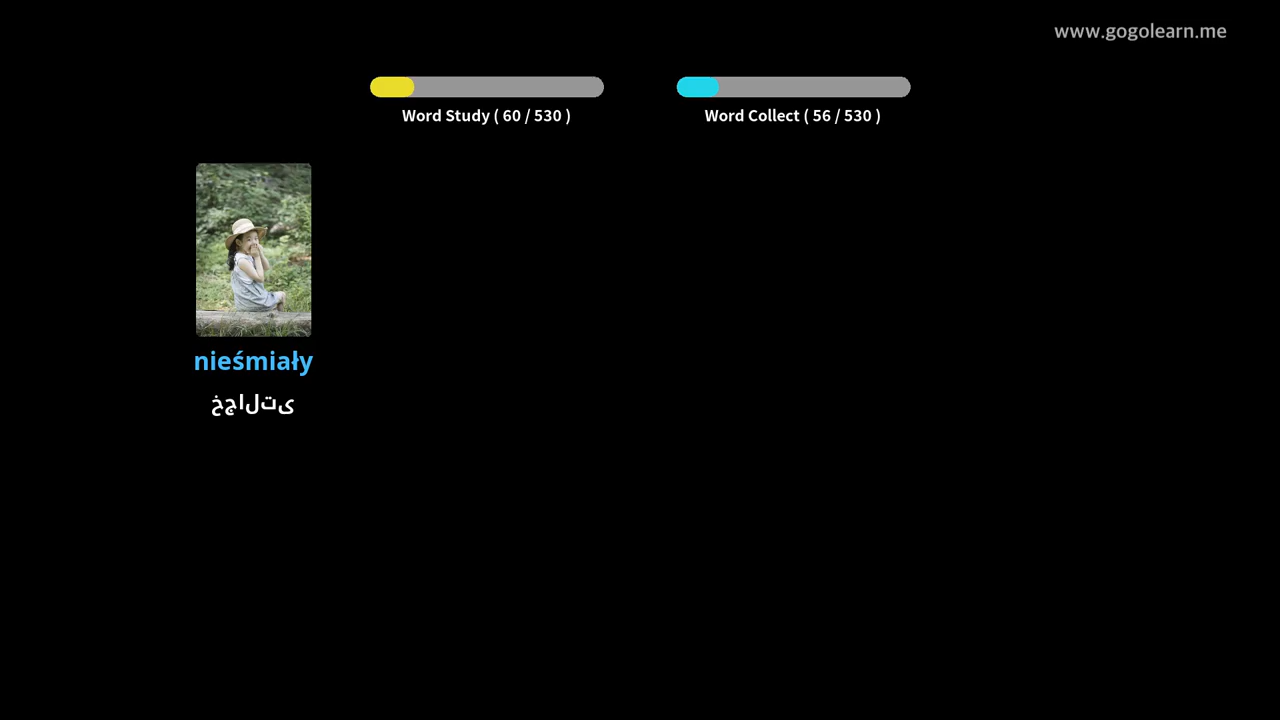 www.gogolearn.me
Word Study ( 60 / 530 )
Word Collect ( 56 / 530 )
nieśmiały
خجالتی